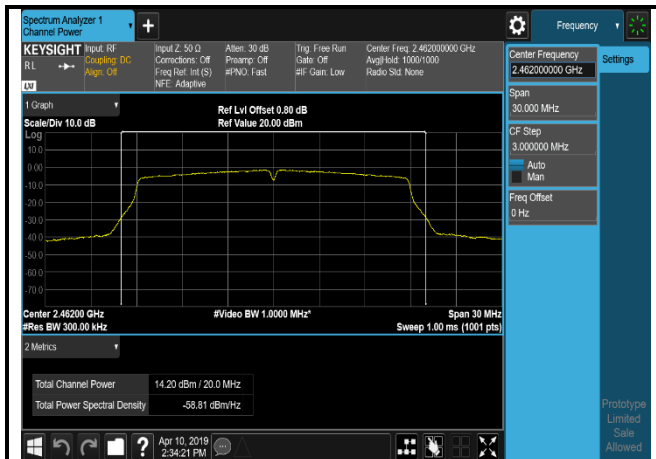 Spectrum Analyzer 1
Channel Power
+
Frequency
KEYSIGHT
RL
LXI
Input: RF
Coupling: DC
Align: Off
Input Z: 50 Ω
Corrections: Off
Freq Ref: Int (S)
NFE: Adaptive
Atten: 30 dB
Preamp: Off
#PNO: Fast
Trig: Free Run
Gate: Off
#IF Gain: Low
Center Freq: 2.462000000 GHz
Avg|Hold: 1000/1000
Radio Std: None
Center Frequency
2.462000000 GHz
Settings
Span
30.000 MHz
CF Step
3.000000 MHz
Auto
Man
Freq Offset
0 Hz
1 Graph
Scale/Div 10.0 dB
Ref Lvl Offset 0.80 dB
Ref Value 20.00 dBm
Log
10.0
0.00
-10.0
-20.0
-30.0
-40.0
-50.0
-60.0
-70.0
Center 2.46200 GHz
#Video BW 1.0000 MHz*
Span 30 MHz
#Res BW 300.00 kHz
Sweep 1.00 ms (1001 pts)
2 Metrics
Total Channel Power 14.20 dBm / 20.0 MHz
Total Power Spectral Density -58.81 dBm/Hz
Prototype
Limited
Sale
Allowed
?
Apr 10, 2019
2:34:21 PM